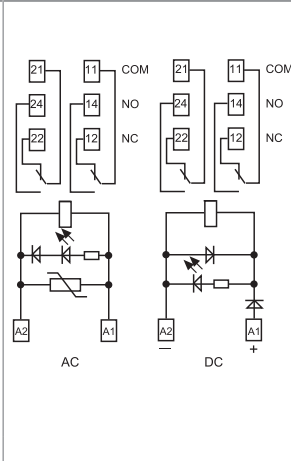 21 11 COM 21 11 COM
24 14 NO 24 14 NO
22 12 NC 22 12 NC
A2 A1 A2 A1
— +
AC DC